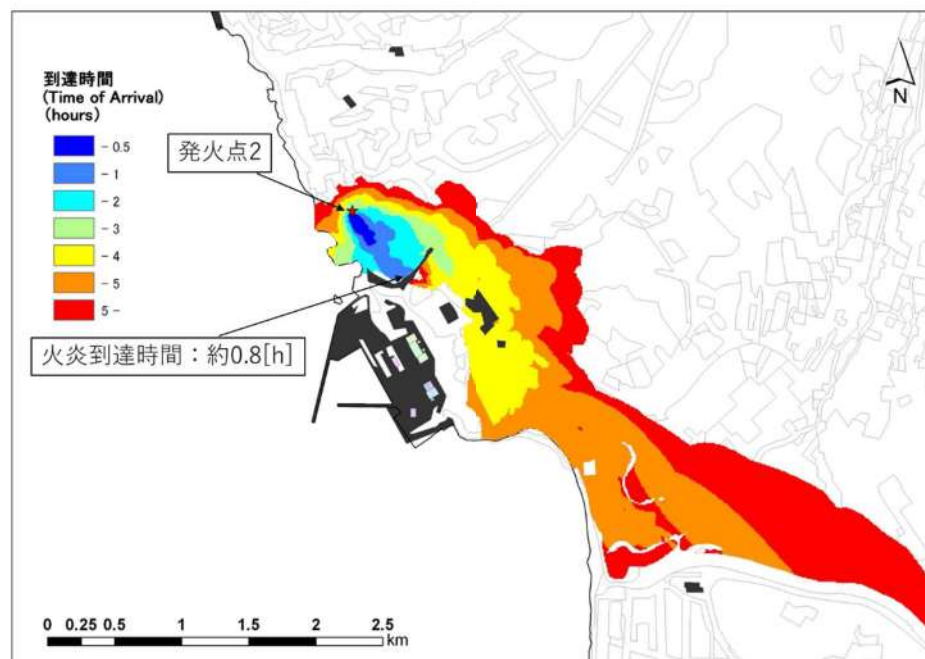 到達時間
(Time of Arrival)
(hours)
- 0.5
- 1
- 2
- 3
- 4
- 5
5 -
発火点2
火炎到達時間：約0.8[h]
N
0 0.25 0.5 1 1.5 2 2.5
km